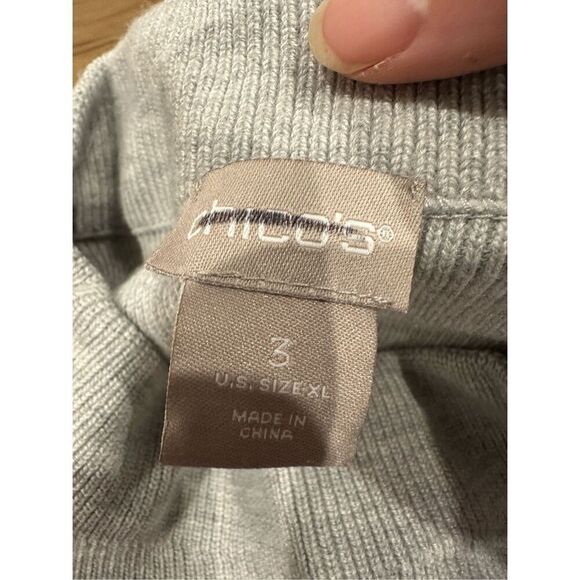 chico's®
3
U.S. SIZE XL
MADE IN
CHINA